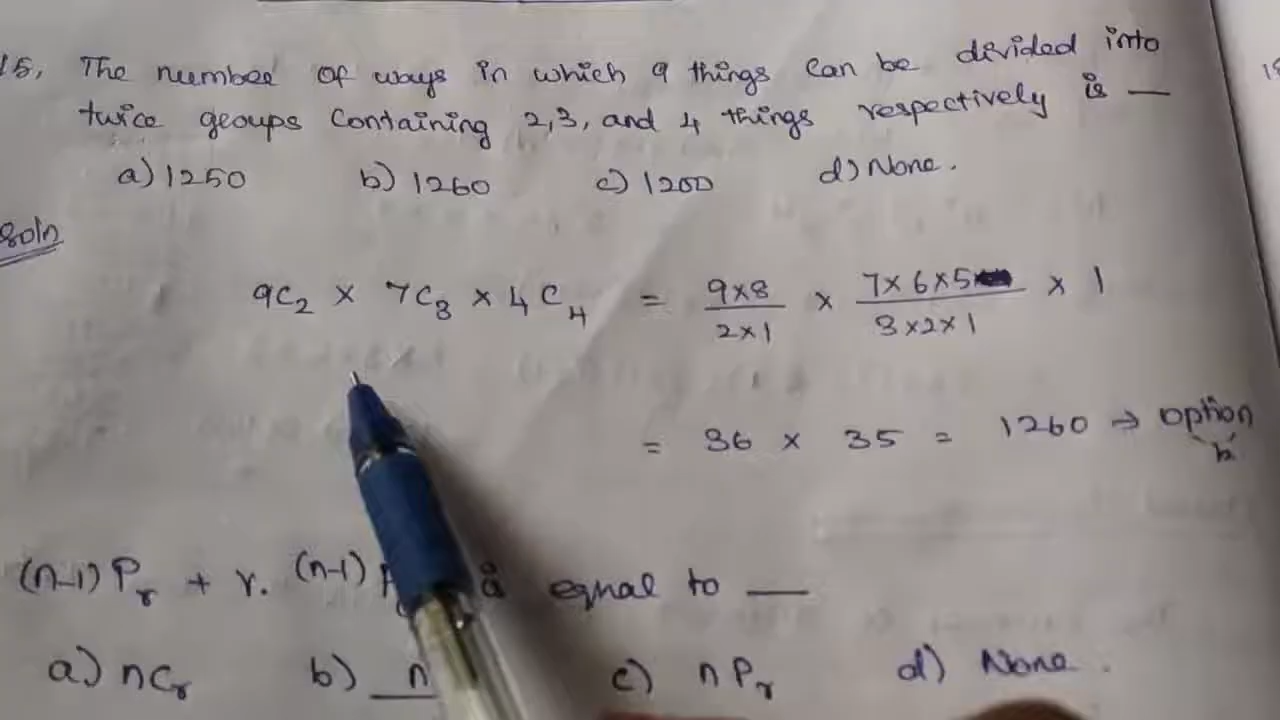 15. The number of ways in which 9 things can be divided into
twice groups containing 2,3, and 4 things respectively is —
a) 1250 b) 1260 c) 1200 d) None.
Soln
9C₂ × 7C₃ × 4C₄ = 9×8/2×1 × 7×6×5/3×2×1 × 1
= 36 × 35 = 1260 → option 'b'
(n-1)Pᵣ + r. (n-1) is equal to —
a) nCᵣ b) n c) nPᵣ d) None.